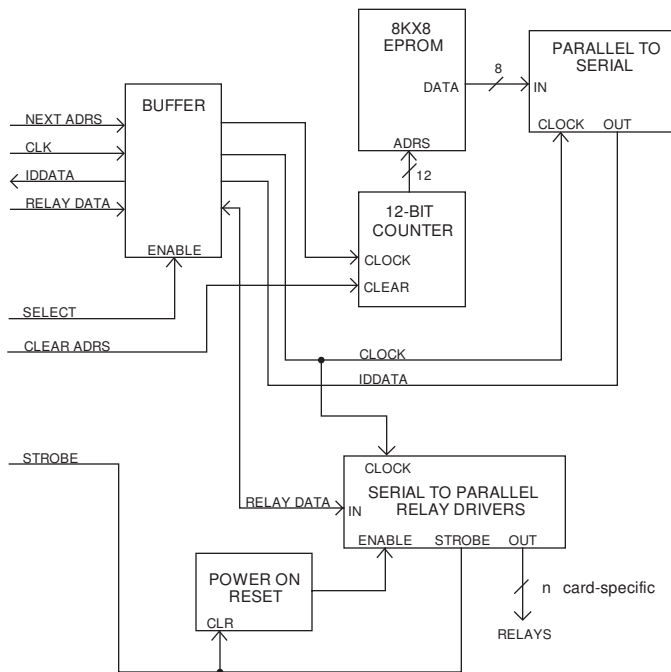 8KX8
EPROM
DATA
ADRS
8
PARALLEL TO
SERIAL
IN
CLOCK OUT
BUFFER
ENABLE
NEXT ADRS
CLK
IDDATA
RELAY DATA
12
12-BIT
COUNTER
CLOCK
CLEAR
SELECT
CLEAR ADRS
CLOCK
IDDATA
STROBE
CLOCK
SERIAL TO PARALLEL
RELAY DRIVERS
IN
ENABLE STROBE OUT
RELAY DATA
POWER ON
RESET
CLR
n card-specific
RELAYS